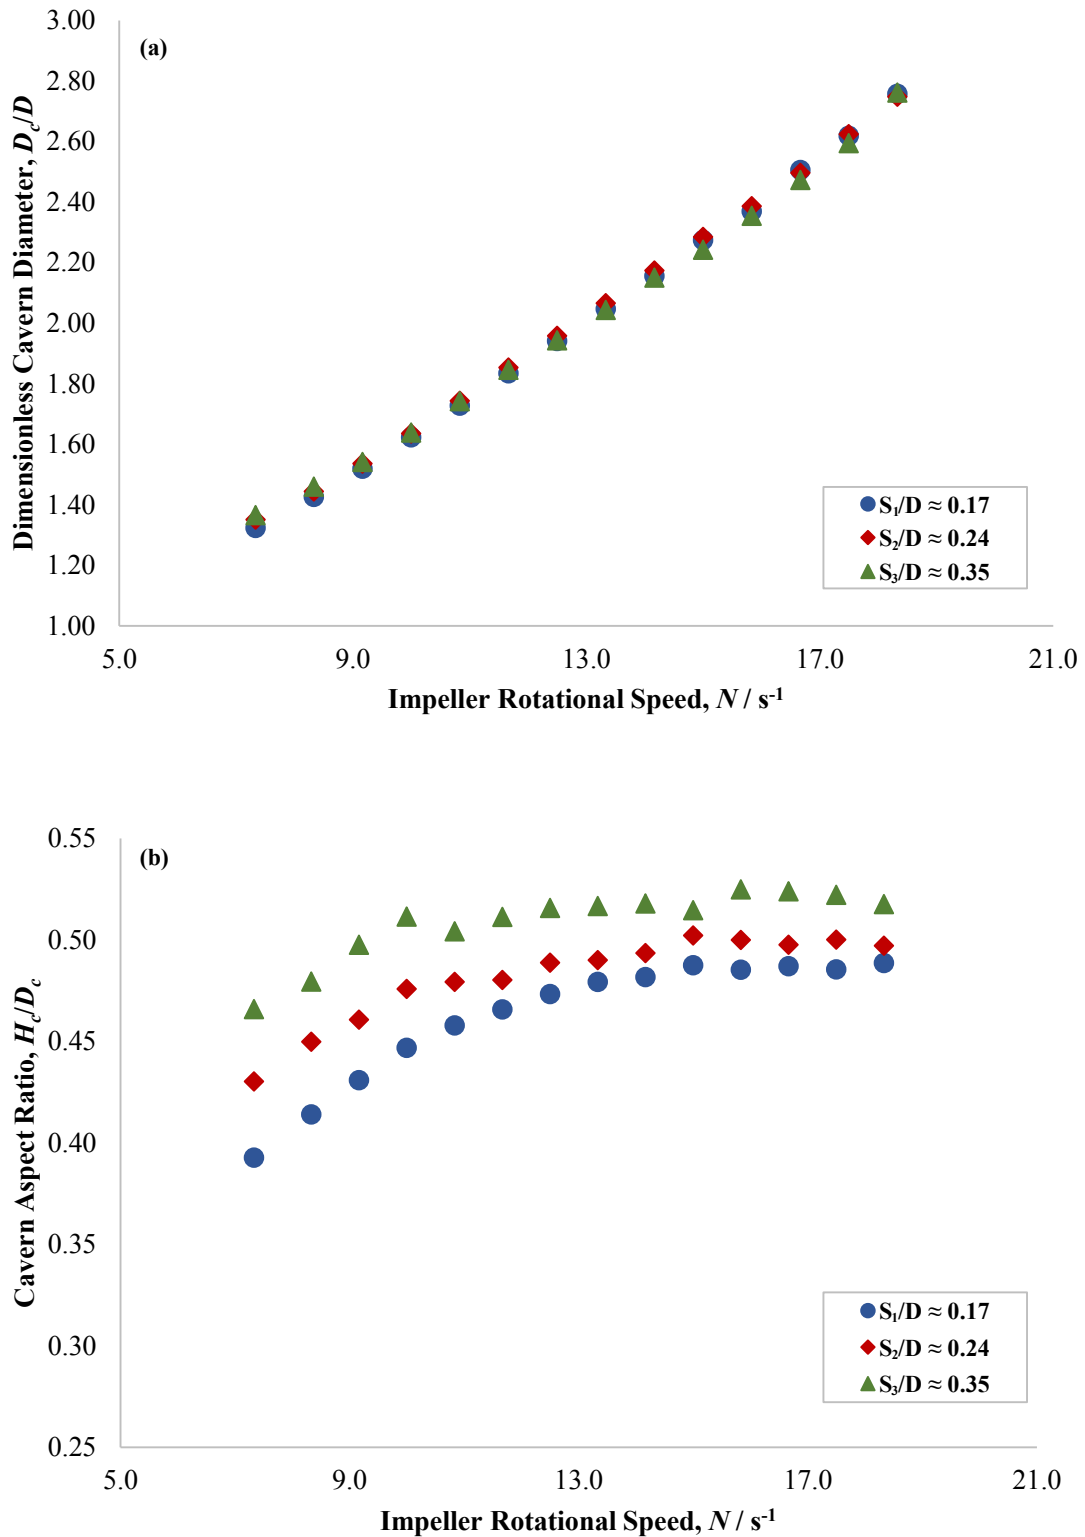 (a)
Dimensionless Cavern Diameter, D_c/D
3.00
2.80
2.60
2.40
2.20
2.00
1.80
1.60
1.40
1.20
1.00
S₁/D ≈ 0.17
S₂/D ≈ 0.24
S₃/D ≈ 0.35
5.0 9.0 13.0 17.0 21.0
Impeller Rotational Speed, N / s⁻¹
(b)
Cavern Aspect Ratio, H_c/D_c
0.55
0.50
0.45
0.40
0.35
0.30
0.25
S₁/D ≈ 0.17
S₂/D ≈ 0.24
S₃/D ≈ 0.35
5.0 9.0 13.0 17.0 21.0
Impeller Rotational Speed, N / s⁻¹